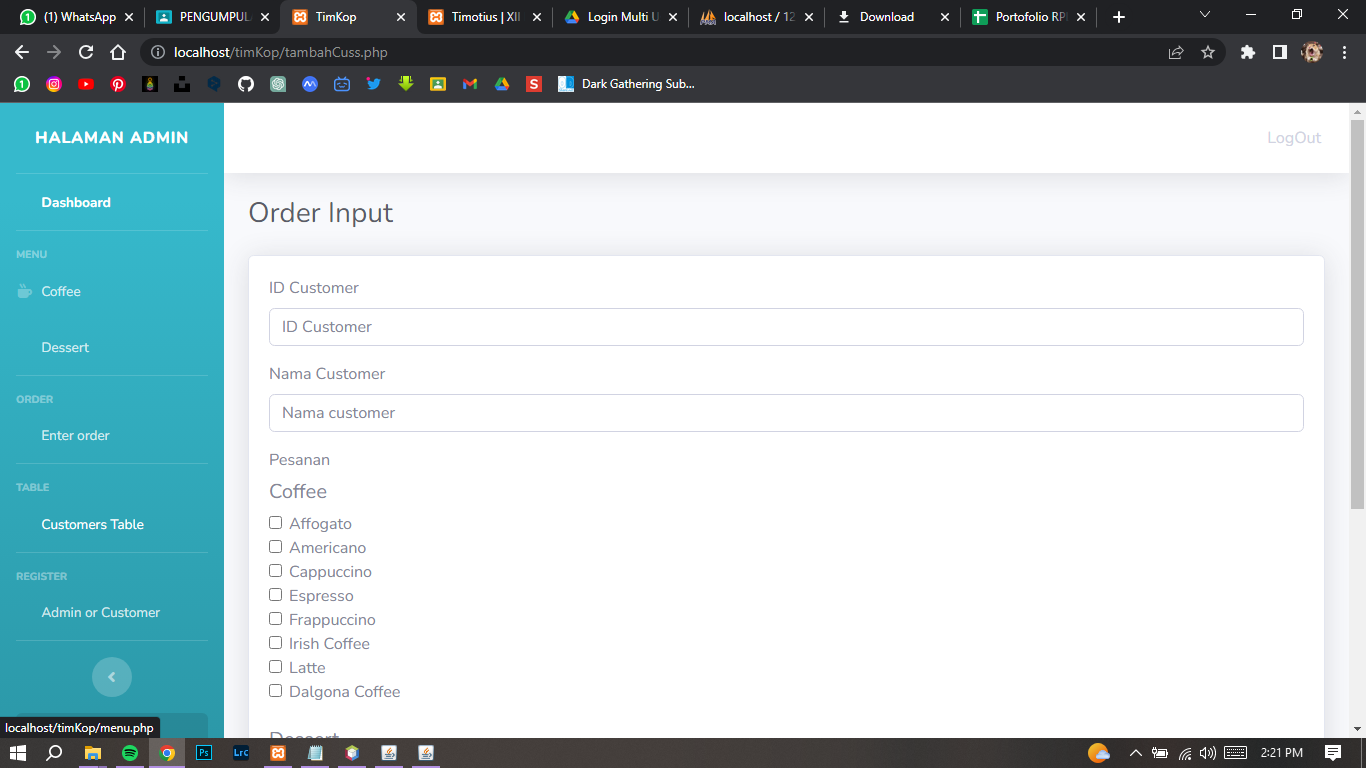 (1) WhatsApp
PENGUMPUL
TimKop
Timotius | XII
Login Multi U
localhost / 12
Download
Portofolio RPL
localhost/timKop/tambahCuss.php
Dark Gathering Sub...
HALAMAN ADMIN
LogOut
Dashboard
MENU
Coffee
Dessert
ORDER
Enter order
TABLE
Customers Table
REGISTER
Admin or Customer
Order Input
ID Customer
ID Customer
Nama Customer
Nama customer
Pesanan
Coffee
Affogato
Americano
Cappuccino
Espresso
Frappuccino
Irish Coffee
Latte
Dalgona Coffee
Dessert
localhost/timKop/menu.php
Ps
LrC
2:21 PM